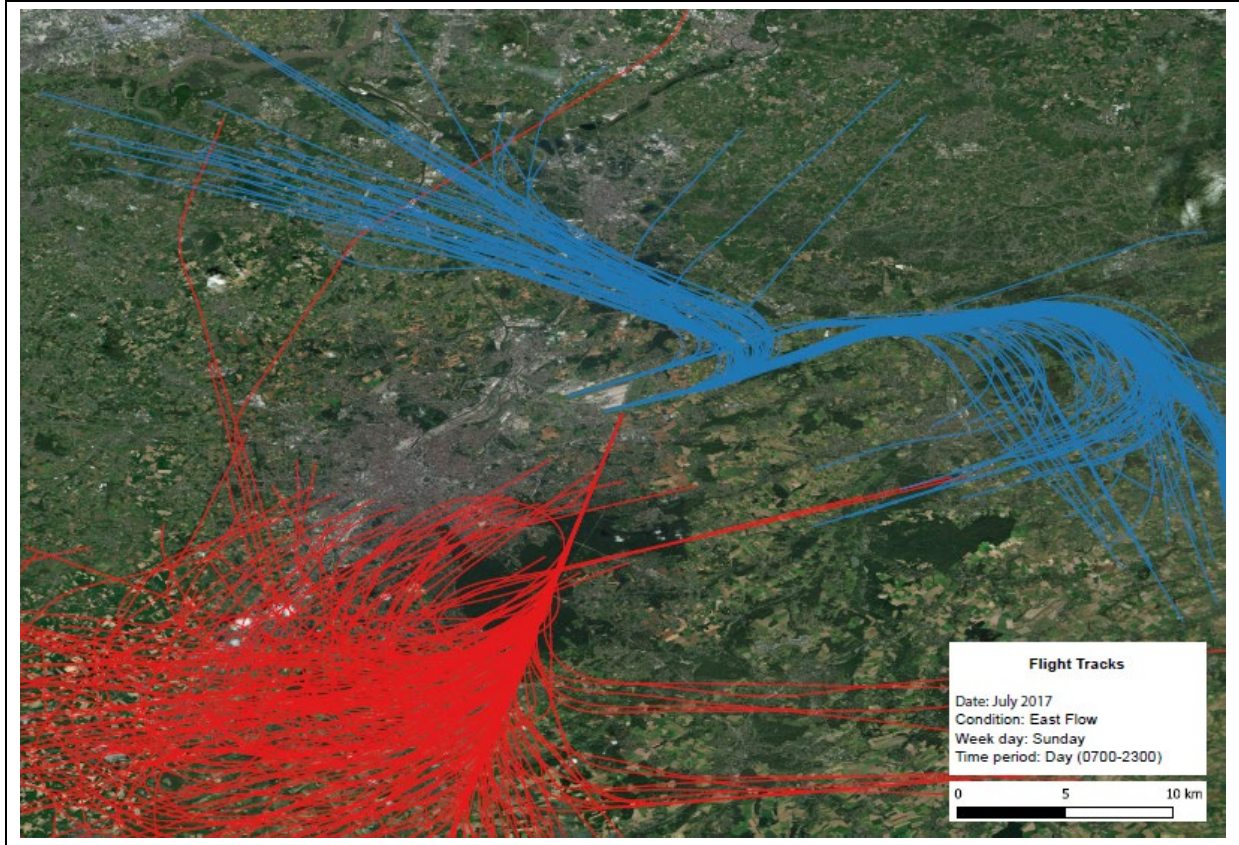 Flight Tracks
Date: July 2017
Condition: East Flow
Week day: Sunday
Time period: Day (0700-2300)
0 5 10 km